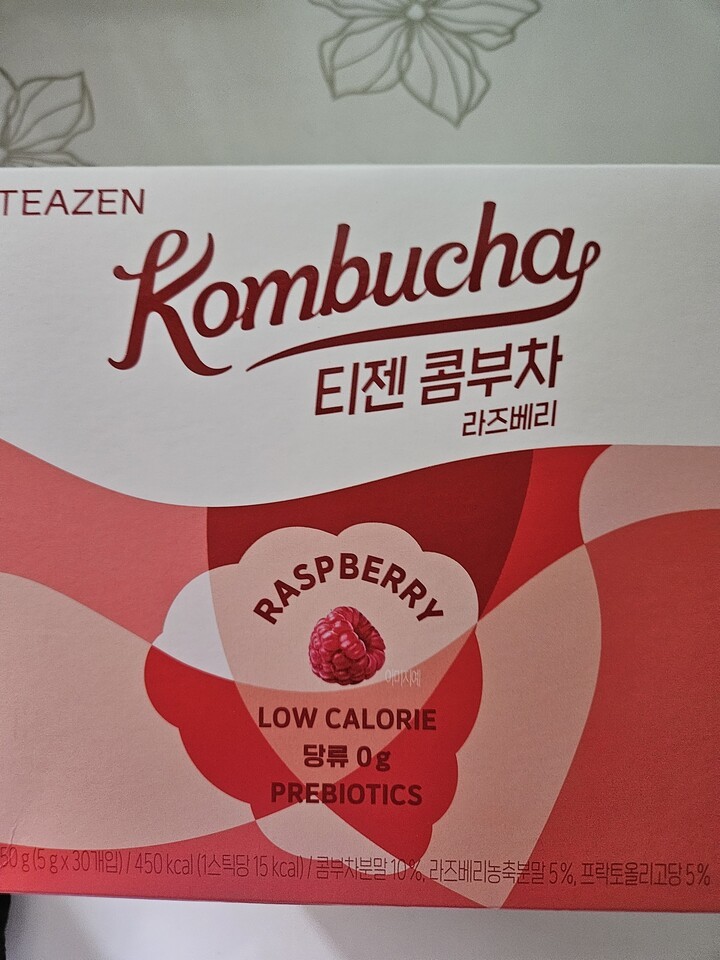 TEAZEN
Kombucha
티젠 콤부차
라즈베리
RASPBERRY
이미지예
LOW CALORIE
당류 0g
PREBIOTICS
50 g (5 g x 30개입) / 450 kcal (1스틱당 15 kcal) / 콤부차분말 10%, 라즈베리농축분말 5%, 프락토올리고당 5%